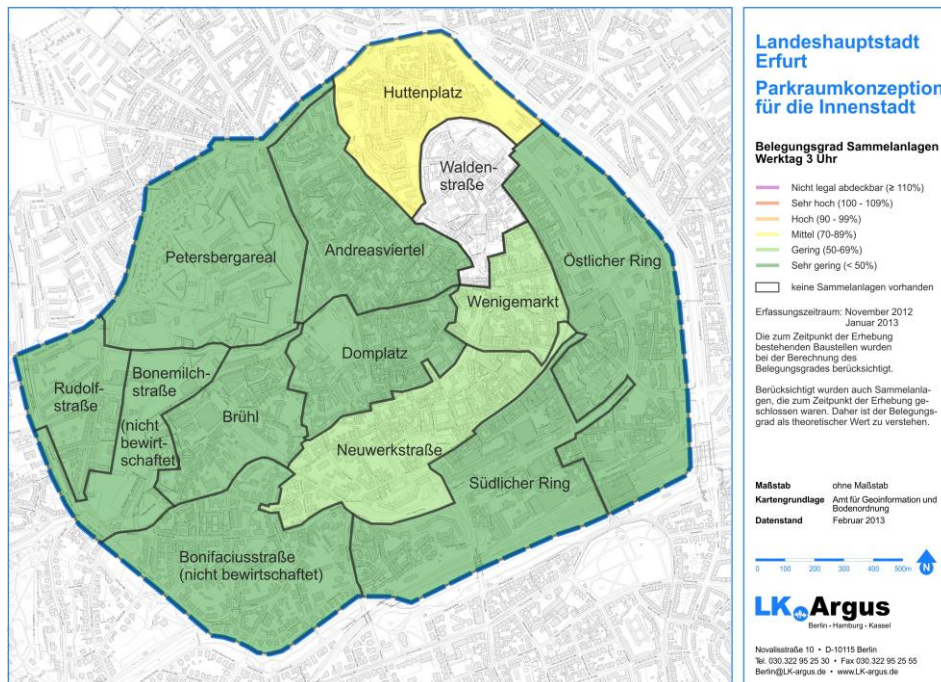 Huttenplatz
Walden-
straße
Petersbergareal
Andreasviertel
Östlicher Ring
Wenigemarkt
Domplatz
Rudolf-
straße
Bonemilch-
straße
(nicht
bewirt-
schaftet)
Brühl
Neuwerkstraße
Südlicher Ring
Bonifaciusstraße
(nicht bewirtschaftet)
Landeshauptstadt
Erfurt
Parkraumkonzeption
für die Innenstadt
Belegungsgrad Sammelanlagen
Werktag 3 Uhr
Nicht legal abdeckbar (≥ 110%)
Sehr hoch (100 - 109%)
Hoch (90 - 99%)
Mittel (70-89%)
Gering (50-69%)
Sehr gering (< 50%)
keine Sammelanlagen vorhanden
Erfassungszeitraum: November 2012
Januar 2013
Die zum Zeitpunkt der Erhebung
bestehenden Baustellen wurden
bei der Berechnung des
Belegungsgrades berücksichtigt.
Berücksichtigt wurden auch Sammelanla-
gen, die zum Zeitpunkt der Erhebung ge-
schlossen waren. Daher ist der Belegungs-
grad als theoretischer Wert zu verstehen.
Maßstab ohne Maßstab
Kartengrundlage Amt für Geoinformation und
Bodenordnung
Datenstand Februar 2013
0 100 200 300 400 500m
N
LK Argus
Berlin • Hamburg • Kassel
Novalisstraße 10 • D-10115 Berlin
Tel. 030.322 95 25 30 • Fax 030.322 95 25 55
Berlin@LK-argus.de • www.LK-argus.de